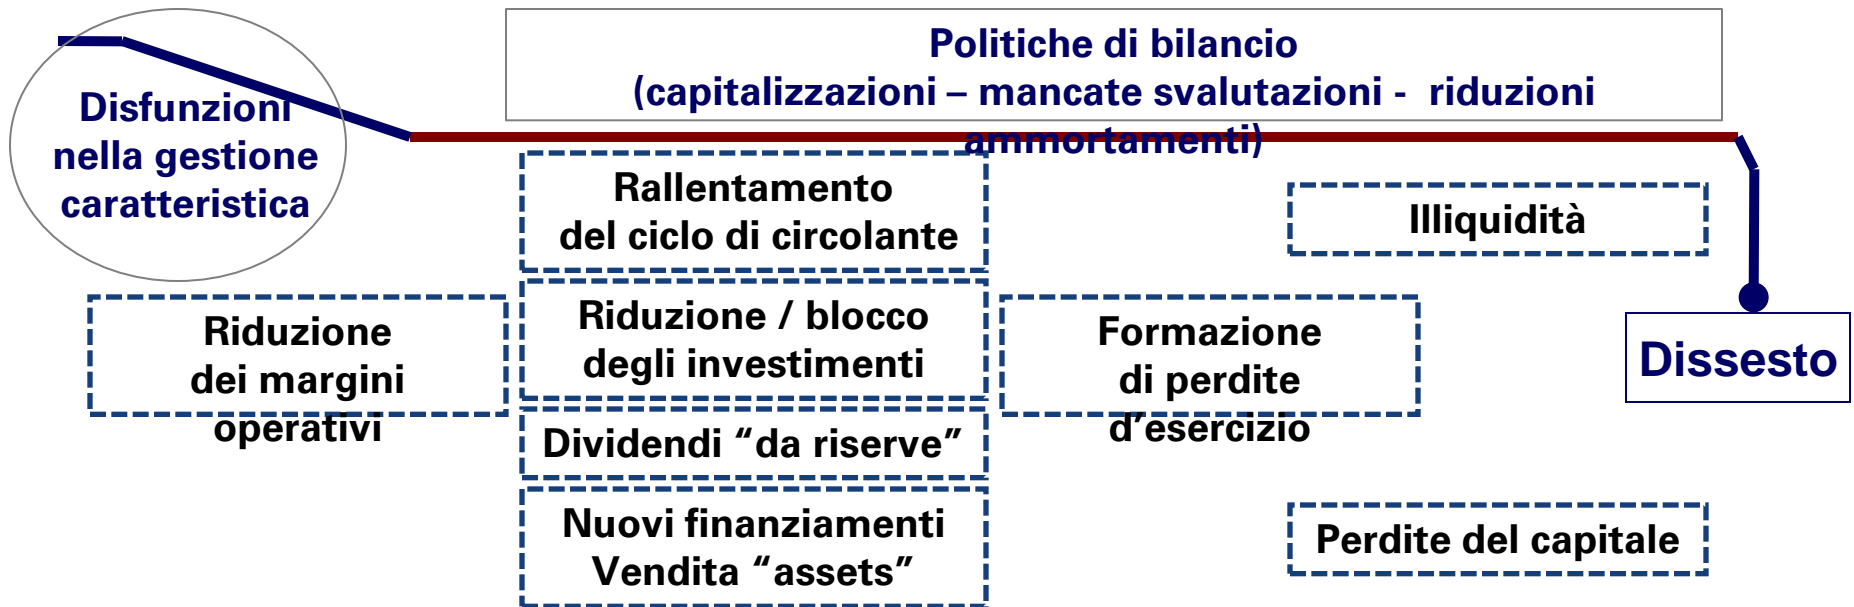 Politiche di bilancio
(capitalizzazioni – mancate svalutazioni -  riduzioni
ammortamenti)
Disfunzioni
nella gestione
caratteristica
Rallentamento
del ciclo di circolante
Illiquidità
Riduzione
dei margini
operativi
Riduzione / blocco
degli investimenti
Formazione
di perdite
d’esercizio
Dissesto
Dividendi “da riserve”
Nuovi finanziamenti
Vendita “assets”
Perdite del capitale